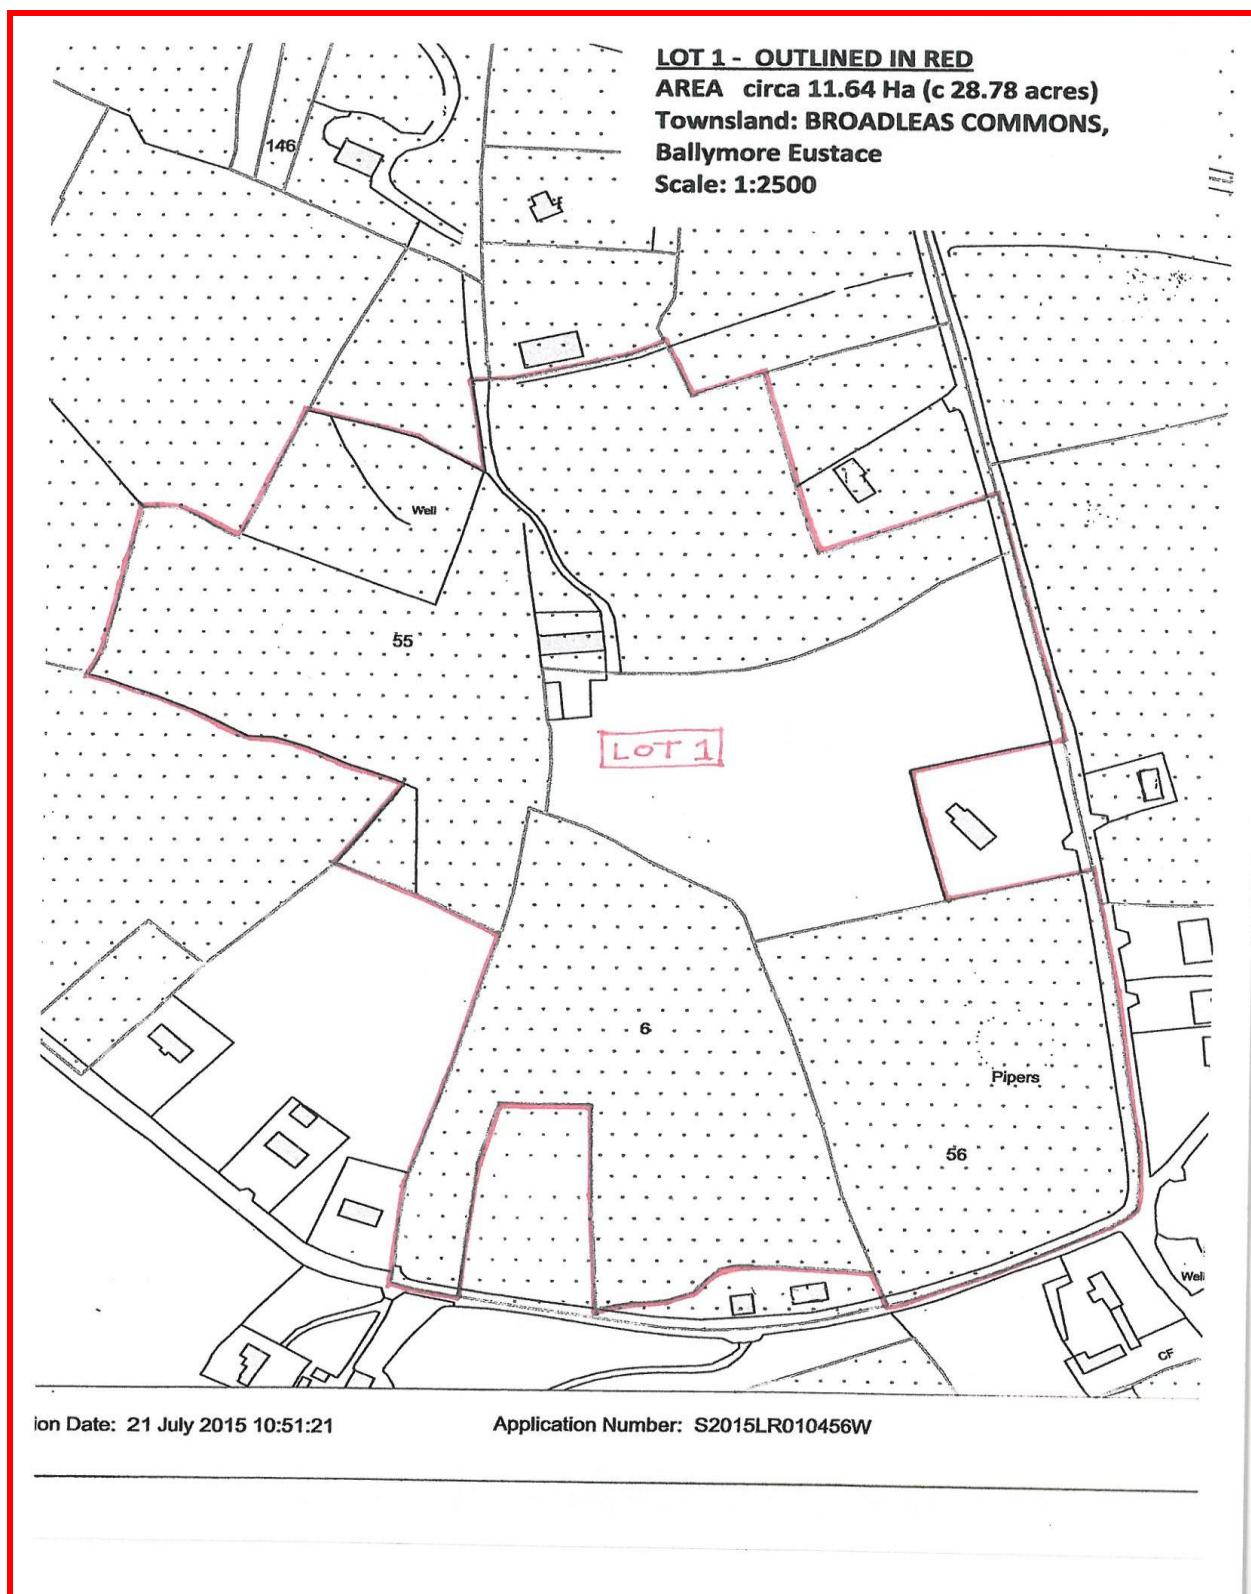 LOT 1 - OUTLINED IN RED
AREA circa 11.64 Ha (c 28.78 acres)
Townsland: BROADLEAS COMMONS,
Ballymore Eustace
Scale: 1:2500
146
Well
55
LOT 1
6
Pipers
56
Well
CF
ion Date: 21 July 2015 10:51:21 Application Number: S2015LR010456W